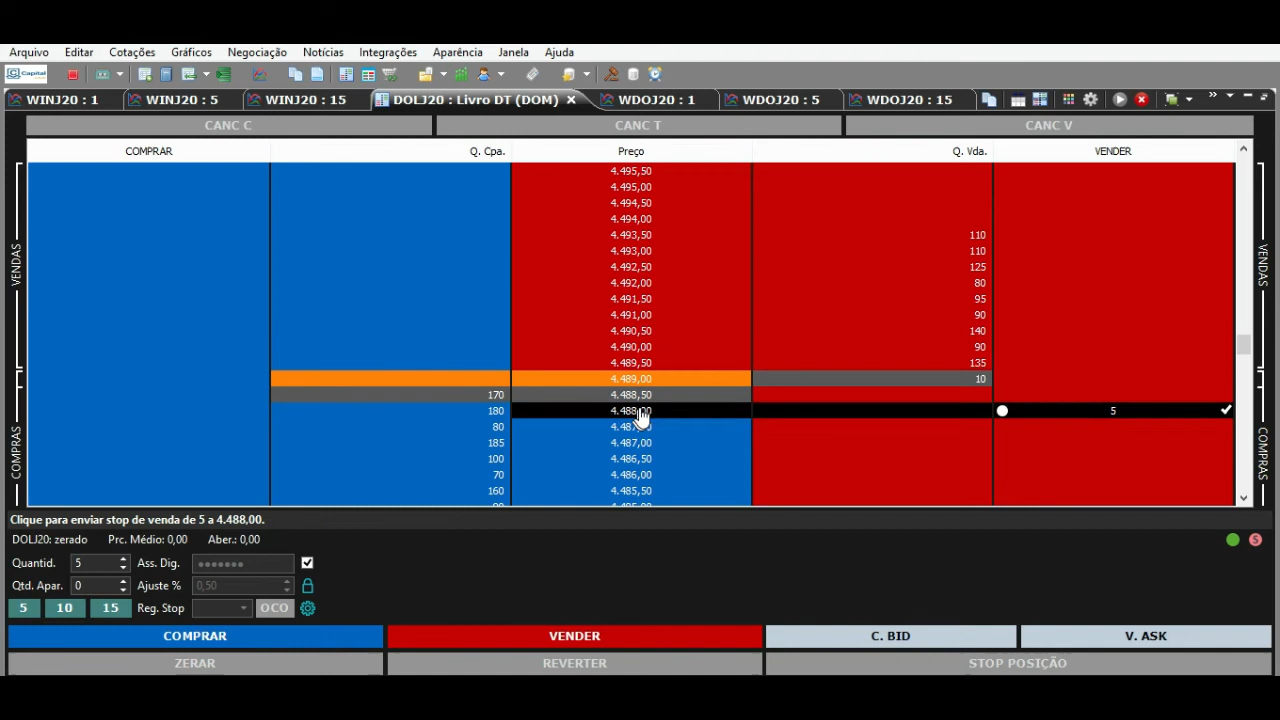 Arquivo Editar Cotações Gráficos Negociação Notícias Integrações Aparência Janela Ajuda
Capital
WINJ20 : 1 WINJ20 : 5 WINJ20 : 15 DOLJ20 : Livro DT (DOM) WDOJ20 : 1 WDOJ20 : 5 WDOJ20 : 15
CANC C CANC T CANC V
COMPRAR Q. Cpa. Preço Q. Vda. VENDER
4.495,50
4.495,00
4.494,50
4.494,00
4.493,50 110
4.493,00 110
4.492,50 125
4.492,00 80
4.491,50 95
4.491,00 90
4.490,50 140
4.490,00 90
4.489,50 135
4.489,00 10
170 4.488,50
180 5
80
185 4.487,00
100 4.486,50
70 4.486,00
160 4.485,50
VENDAS
COMPRAS
VENDAS
COMPRAS
Clique para enviar stop de venda de 5 a 4.488,00.
DOLJ20: zerado Prc. Médio: 0,00 Aber.: 0,00 S
Quantid. 5 Ass. Dig.
Qtd. Apar. 0 Ajuste % 0,50
5 10 15 Reg. Stop OCO
COMPRAR VENDER C. BID V. ASK
ZERAR REVERTER STOP POSIÇÃO